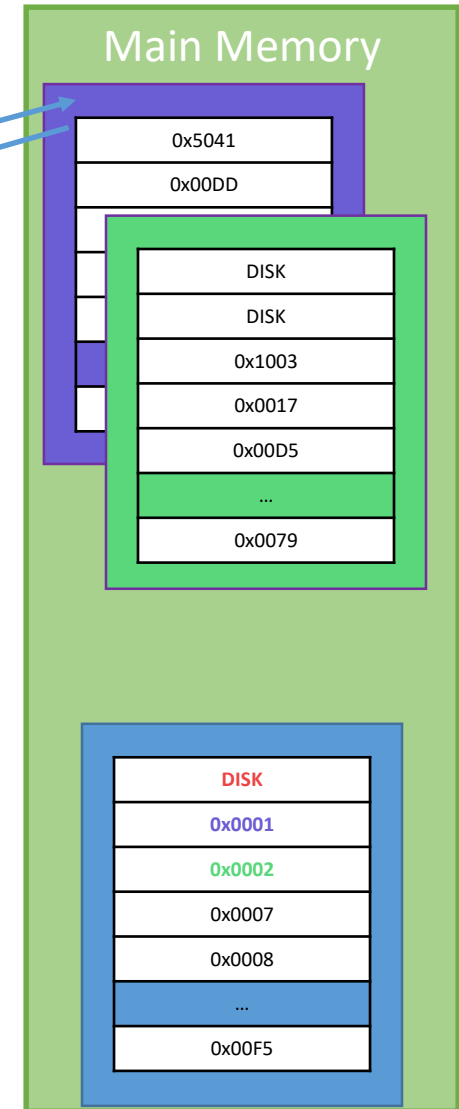 Main Memory
0x5041
0x00DD
DISK
DISK
0x1003
0x0017
0x00D5
...
0x0079
DISK
0x0001
0x0002
0x0007
0x0008
...
0x00F5